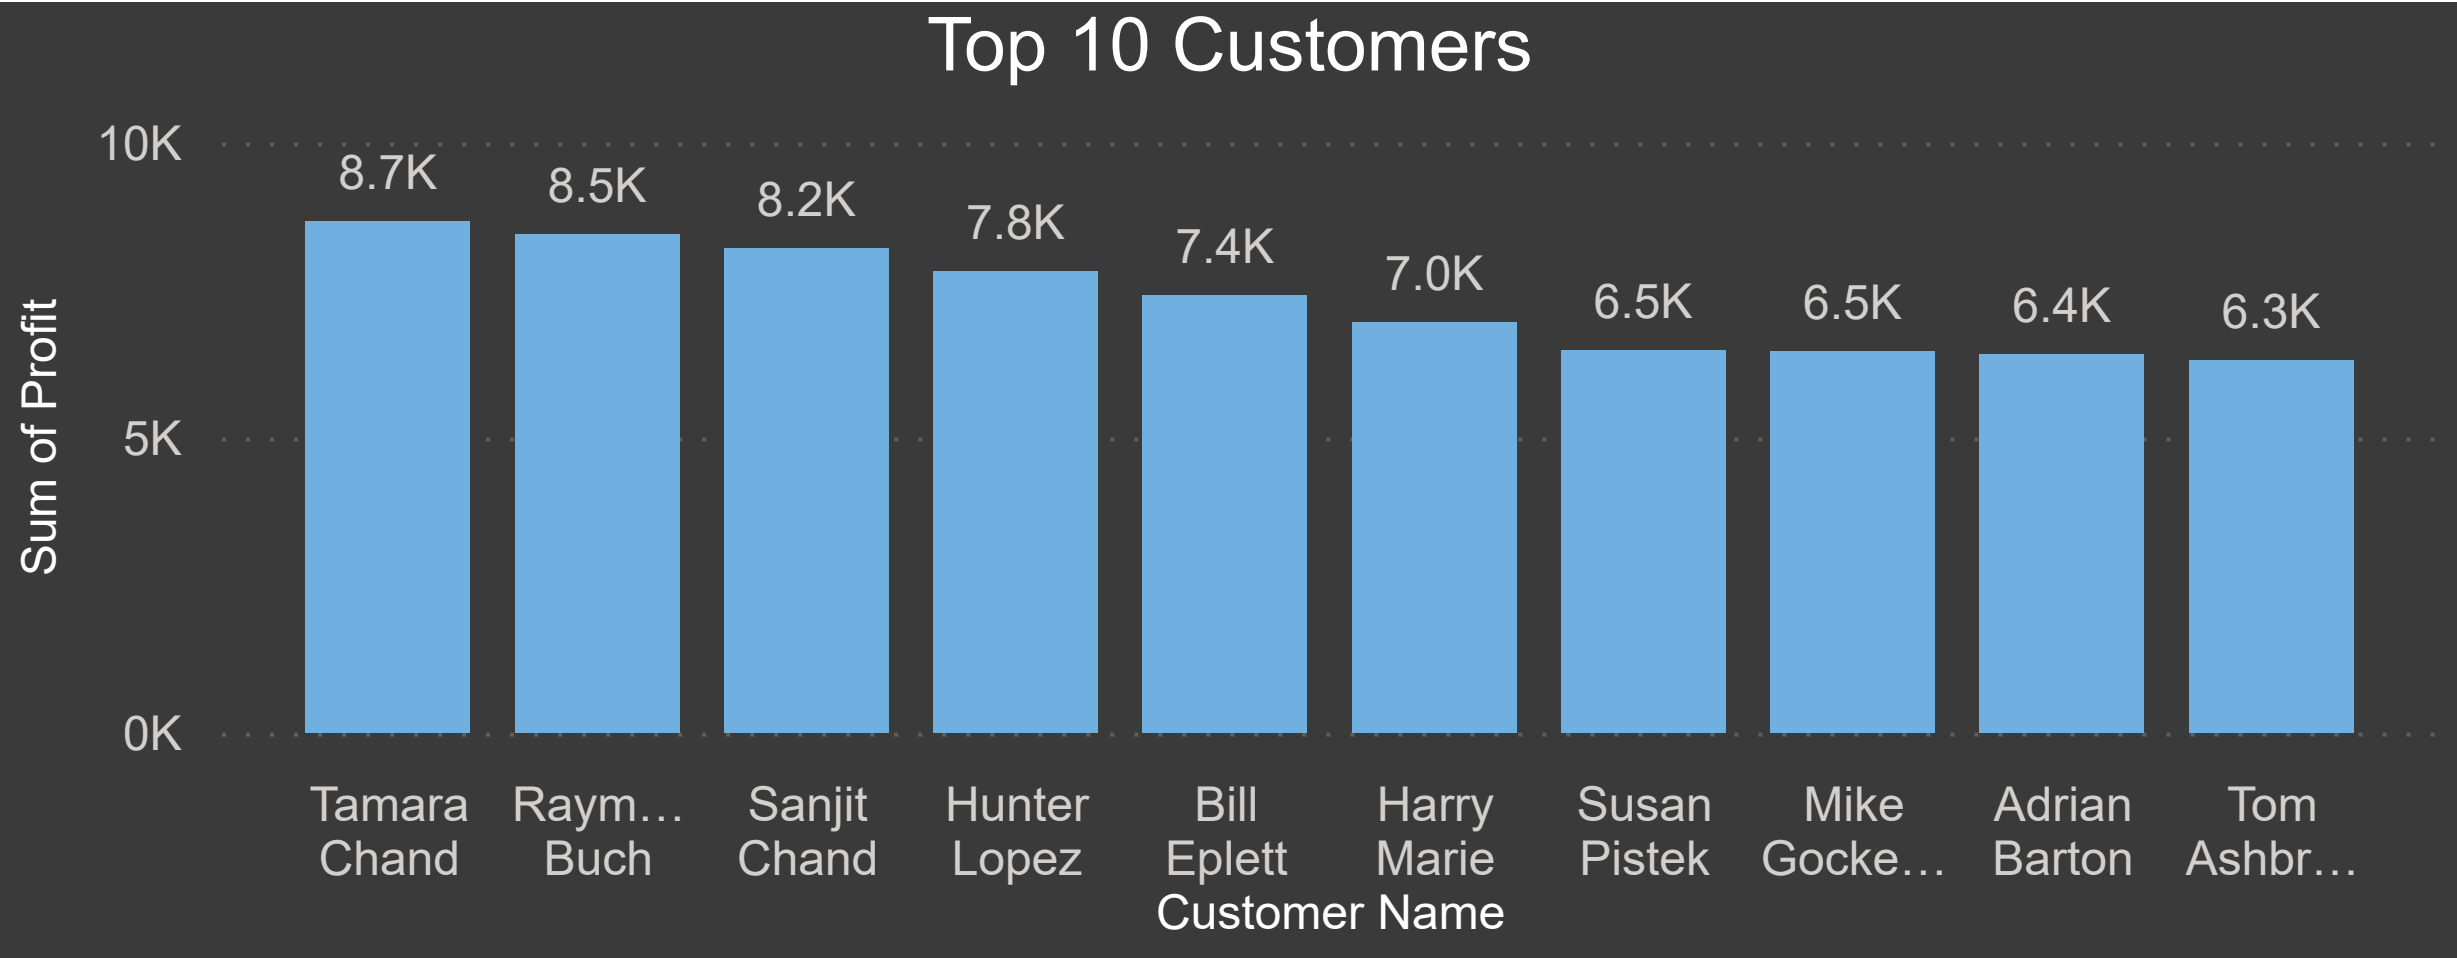 Top 10 Customers
Sum of Profit
10K
5K
0K
8.7K
8.5K
8.2K
7.8K
7.4K
7.0K
6.5K
6.5K
6.4K
6.3K
Tamara
Chand
Raym…
Buch
Sanjit
Chand
Hunter
Lopez
Bill
Eplett
Harry
Marie
Susan
Pistek
Mike
Gocke…
Adrian
Barton
Tom
Ashbr…
Customer Name